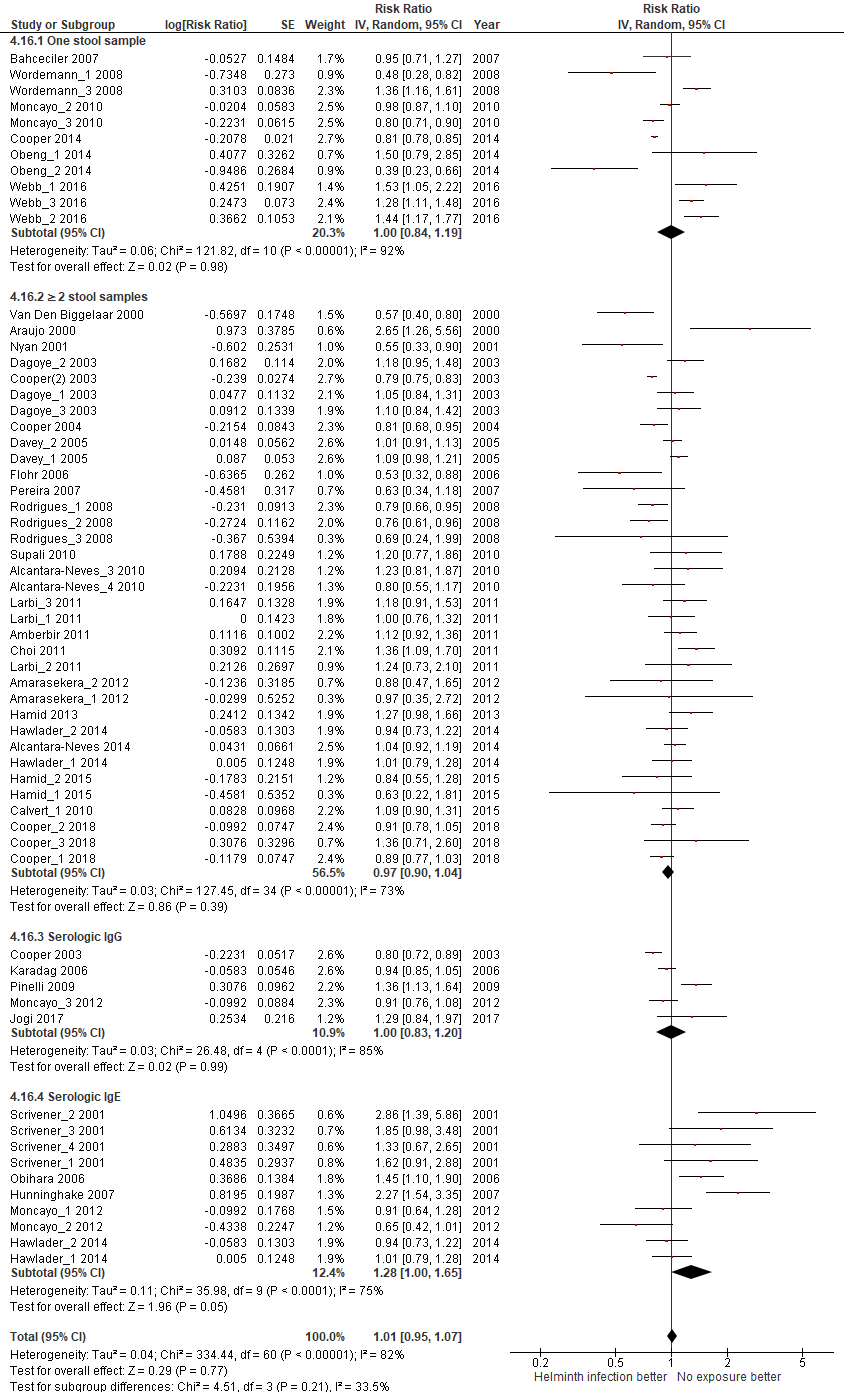 Risk Ratio Risk Ratio
Study or Subgroup log[Risk Ratio] SE Weight IV, Random, 95% CI Year IV, Random, 95% CI
4.16.1 One stool sample
Bahceciler 2007 -0.0527 0.1484 1.7% 0.95 [0.71, 1.27] 2007
Wordemann_1 2008 -0.7348 0.273 0.9% 0.48 [0.28, 0.82] 2008
Wordemann_3 2008 0.3103 0.0836 2.3% 1.36 [1.16, 1.61] 2008
Moncayo_2 2010 -0.0204 0.0583 2.5% 0.98 [0.87, 1.10] 2010
Moncayo_3 2010 -0.2231 0.0615 2.5% 0.80 [0.71, 0.90] 2010
Cooper 2014 -0.2078 0.021 2.7% 0.81 [0.78, 0.85] 2014
Obeng_1 2014 0.4077 0.3262 0.7% 1.50 [0.79, 2.85] 2014
Obeng_2 2014 -0.9486 0.2684 0.9% 0.39 [0.23, 0.66] 2014
Webb_1 2016 0.4251 0.1907 1.4% 1.53 [1.05, 2.22] 2016
Webb_3 2016 0.2473 0.073 2.4% 1.28 [1.11, 1.48] 2016
Webb_2 2016 0.3662 0.1053 2.1% 1.44 [1.17, 1.77] 2016
Subtotal (95% CI) 20.3% 1.00 [0.84, 1.19]
Heterogeneity: Tau² = 0.06; Chi² = 121.82, df = 10 (P < 0.00001); I² = 92%
Test for overall effect: Z = 0.02 (P = 0.98)
4.16.2 ≥ 2 stool samples
Van Den Biggelaar 2000 -0.5697 0.1748 1.5% 0.57 [0.40, 0.80] 2000
Araujo 2000 0.973 0.3785 0.6% 2.65 [1.26, 5.56] 2000
Nyan 2001 -0.602 0.2531 1.0% 0.55 [0.33, 0.90] 2001
Dagoye_2 2003 0.1682 0.114 2.0% 1.18 [0.95, 1.48] 2003
Cooper(2) 2003 -0.239 0.0274 2.7% 0.79 [0.75, 0.83] 2003
Dagoye_1 2003 0.0477 0.1132 2.0% 1.05 [0.84, 1.31] 2003
Dagoye_3 2003 0.0912 0.1339 1.9% 1.10 [0.84, 1.42] 2003
Cooper 2004 -0.2154 0.0843 2.3% 0.81 [0.68, 0.95] 2004
Davey_2 2005 0.0148 0.0562 2.5% 1.01 [0.91, 1.13] 2005
Davey_1 2005 0.087 0.053 2.5% 1.09 [0.98, 1.21] 2005
Flohr 2006 -0.6365 0.262 1.0% 0.53 [0.32, 0.88] 2006
Pereira 2007 -0.4581 0.317 0.7% 0.63 [0.34, 1.18] 2007
Rodrigues_1 2008 -0.231 0.0913 2.2% 0.79 [0.66, 0.95] 2008
Rodrigues_2 2008 -0.2724 0.1162 2.0% 0.76 [0.61, 0.96] 2008
Rodrigues_3 2008 -0.367 0.5394 0.3% 0.69 [0.24, 1.99] 2008
Supali 2010 0.1788 0.2249 1.2% 1.20 [0.77, 1.86] 2010
Alcantara-Neves_3 2010 0.2094 0.2128 1.2% 1.23 [0.81, 1.87] 2010
Alcantara-Neves_4 2010 -0.2231 0.1956 1.4% 0.80 [0.55, 1.17] 2010
Larbi_3 2011 0.1647 0.1328 1.9% 1.18 [0.91, 1.53] 2011
Larbi_1 2011 0 0.1423 1.8% 1.00 [0.76, 1.32] 2011
Amberbir 2011 0.1116 0.1002 2.2% 1.12 [0.92, 1.36] 2011
Choi 2011 0.3092 0.1115 2.1% 1.36 [1.09, 1.70] 2011
Larbi_2 2011 0.2126 0.2697 0.9% 1.24 [0.73, 2.10] 2011
Amarasekera_2 2012 -0.1236 0.3185 0.7% 0.88 [0.47, 1.65] 2012
Amarasekera_1 2012 -0.0299 0.5252 0.3% 0.97 [0.35, 2.72] 2012
Hamid 2013 0.2412 0.1342 1.9% 1.27 [0.98, 1.66] 2013
Hawlader_2 2014 -0.0583 0.1303 1.9% 0.94 [0.73, 1.22] 2014
Alcantara-Neves 2014 0.0431 0.0661 2.4% 1.04 [0.92, 1.19] 2014
Hawlader_1 2014 0.005 0.1248 1.9% 1.01 [0.79, 1.28] 2014
Hamid_2 2015 -0.1783 0.2151 1.2% 0.84 [0.55, 1.28] 2015
Hamid_1 2015 -0.4581 0.5352 0.3% 0.63 [0.22, 1.81] 2015
Calvert_1 2010 0.0828 0.0968 2.2% 1.09 [0.90, 1.31] 2015
Cooper_2 2018 -0.0992 0.0747 2.4% 0.91 [0.78, 1.05] 2018
Cooper_3 2018 0.3076 0.3296 0.7% 1.36 [0.71, 2.60] 2018
Cooper_1 2018 -0.1179 0.0747 2.4% 0.89 [0.77, 1.03] 2018
Subtotal (95% CI) 56.5% 0.97 [0.90, 1.04]
Heterogeneity: Tau² = 0.03; Chi² = 127.45, df = 34 (P < 0.00001); I² = 73%
Test for overall effect: Z = 0.86 (P = 0.39)
4.16.3 Serologic IgG
Cooper 2003 -0.2231 0.0517 2.6% 0.80 [0.72, 0.89] 2003
Karadag 2006 -0.0583 0.0546 2.5% 0.94 [0.85, 1.05] 2006
Pinelli 2009 0.3076 0.0962 2.2% 1.36 [1.13, 1.64] 2009
Moncayo_3 2012 -0.0992 0.0884 2.3% 0.91 [0.76, 1.08] 2012
Jogi 2017 0.2534 0.216 1.2% 1.29 [0.84, 1.97] 2017
Subtotal (95% CI) 10.9% 1.00 [0.83, 1.20]
Heterogeneity: Tau² = 0.03; Chi² = 26.48, df = 4 (P < 0.0001); I² = 85%
Test for overall effect: Z = 0.02 (P = 0.99)
4.16.4 Serologic IgE
Scrivener_2 2001 1.0496 0.3665 0.6% 2.86 [1.39, 5.86] 2001
Scrivener_3 2001 0.6134 0.3232 0.7% 1.85 [0.98, 3.48] 2001
Scrivener_4 2001 0.2883 0.3497 0.6% 1.33 [0.67, 2.65] 2001
Scrivener_1 2001 0.4835 0.2937 0.8% 1.62 [0.91, 2.88] 2001
Obihara 2006 0.3686 0.1384 1.8% 1.45 [1.10, 1.90] 2006
Hunninghake 2007 0.8195 0.1987 1.3% 2.27 [1.54, 3.35] 2007
Moncayo_1 2012 -0.0992 0.1768 1.5% 0.91 [0.64, 1.28] 2012
Moncayo_2 2012 -0.4338 0.2247 1.2% 0.65 [0.42, 1.01] 2012
Hawlader_2 2014 -0.0583 0.1303 1.9% 0.94 [0.73, 1.22] 2014
Hawlader_1 2014 0.005 0.1248 1.9% 1.01 [0.79, 1.28] 2014
Subtotal (95% CI) 12.4% 1.28 [1.00, 1.65]
Heterogeneity: Tau² = 0.11; Chi² = 35.98, df = 9 (P < 0.0001); I² = 75%
Test for overall effect: Z = 1.96 (P = 0.05)
Total (95% CI) 100.0% 1.01 [0.95, 1.07]
Heterogeneity: Tau² = 0.04; Chi² = 334.44, df = 60 (P < 0.00001); I² = 82%
Test for overall effect: Z = 0.29 (P = 0.77)
Test for subgroup differences: Chi² = 4.51, df = 3 (P = 0.21), I² = 33.5%
0.2 0.5 1 2 5
Helminth infection better No exposure better